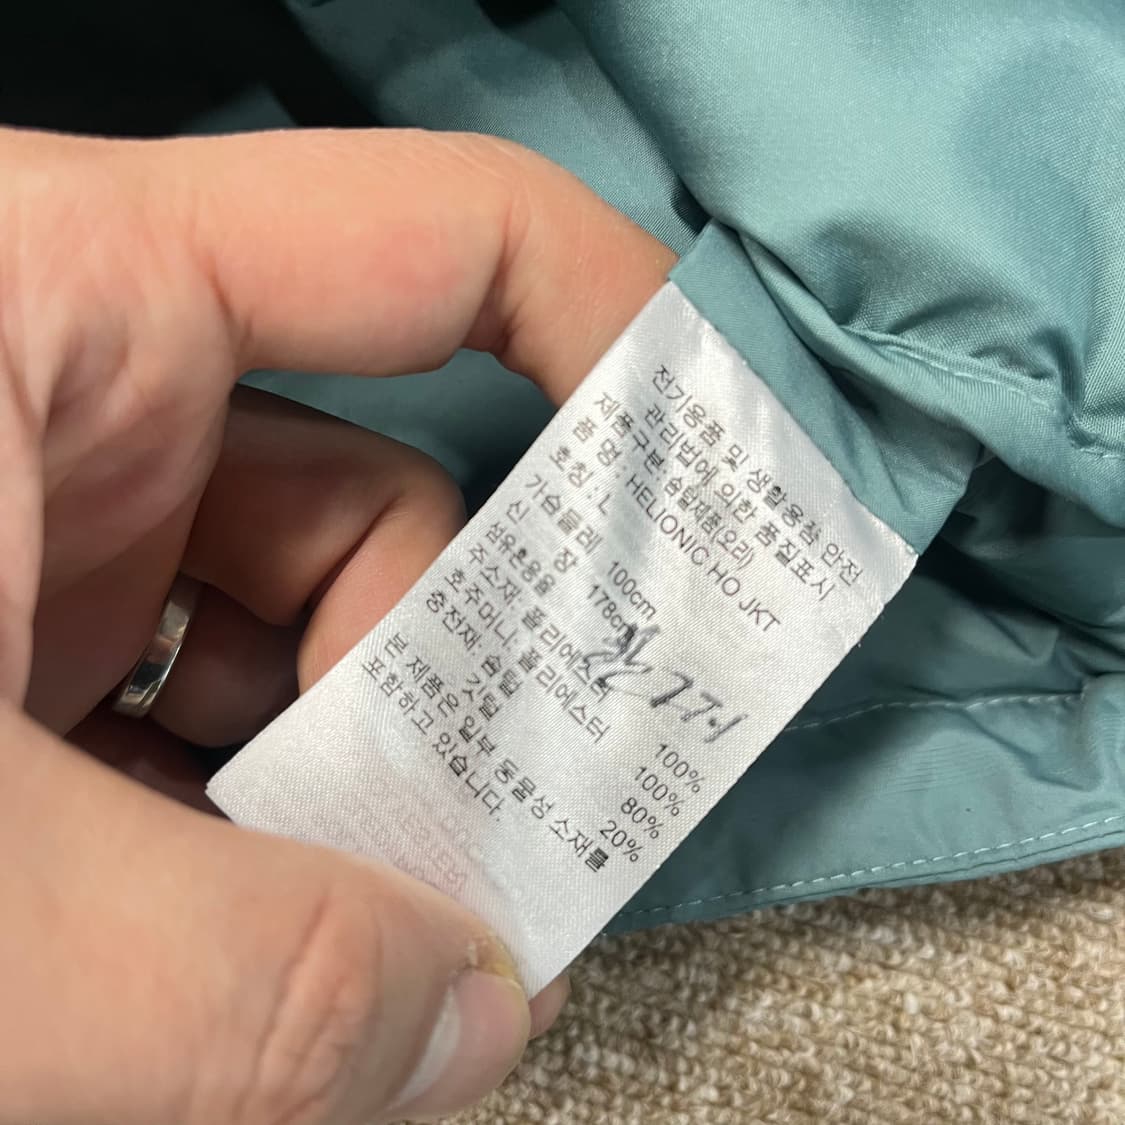 전기용품 및 생활용품 안전
관리법에 의한 품질표시
제품구분: 솜털제품(오리)
품 명: HELIONIC HO JKT
호칭: L
가슴둘레 100cm
신 장 178cm
섬유혼용율
주소재: 폴리에스터 100%
호주머니: 폴리에스터 100%
충전재: 솜털 80%
깃털 20%
본 제품은 일부 동물성 소재를
포함하고 있습니다.